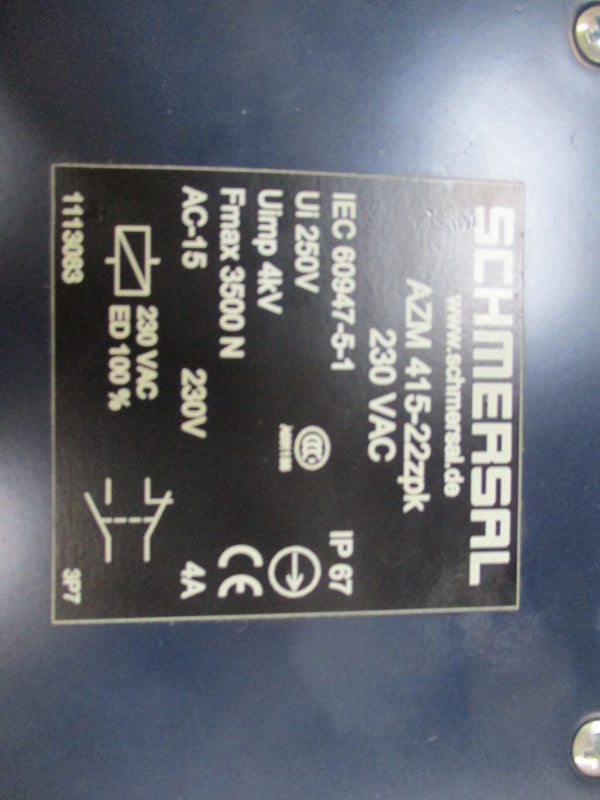 SCHMERSAL
www.schmersal.de
AZM 415-22zpk
230 VAC
IEC 60947-5-1 IP 67
Ui 250V
Uimp 4kV
Fmax 3500 N CE
AC-15 230V 4A
230 VAC
ED 100 %
1113083 3P7